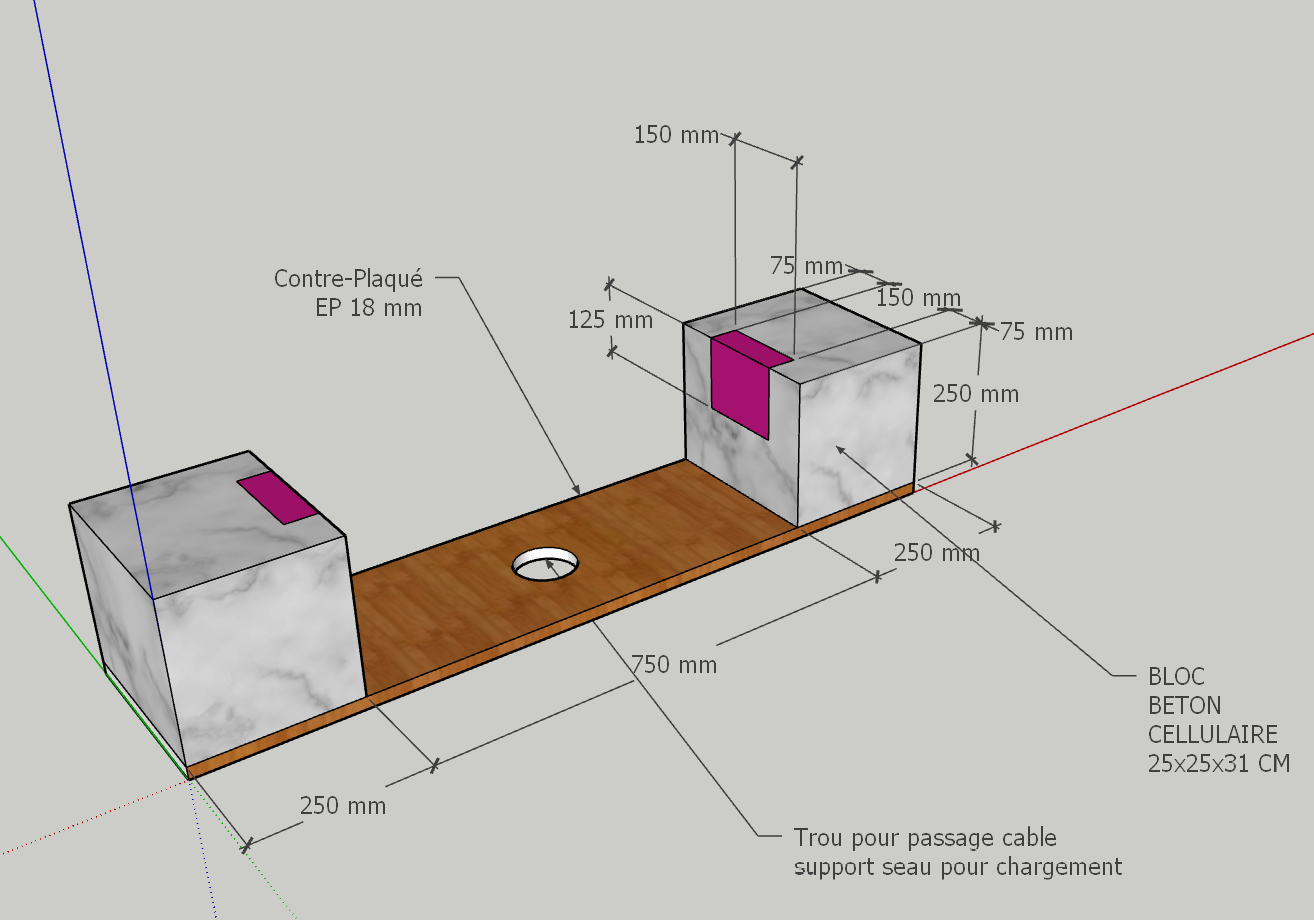 150 mm
75 mm
Contre-Plaqué
EP 18 mm
150 mm
125 mm
75 mm
250 mm
250 mm
750 mm
BLOC
BETON
CELLULAIRE
25x25x31 CM
250 mm
Trou pour passage cable
support seau pour chargement